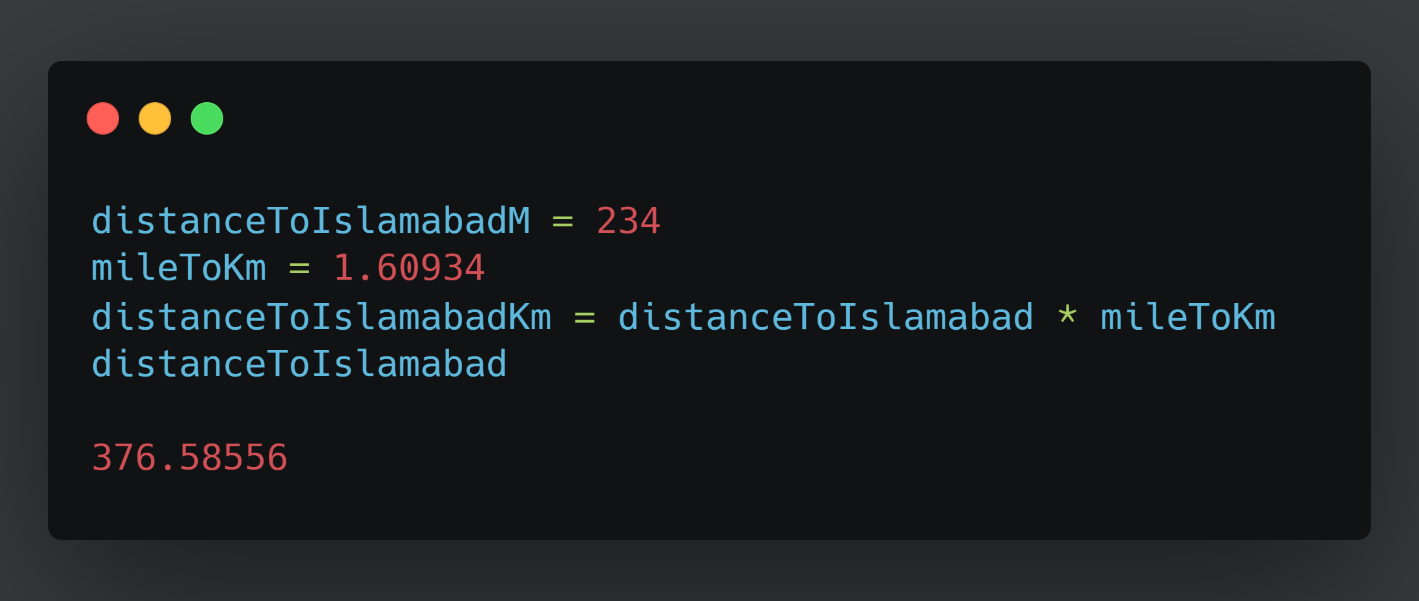 distanceToIslamabadM = 234
mileToKm = 1.60934
distanceToIslamabadKm = distanceToIslamabad * mileToKm
distanceToIslamabad
376.58556